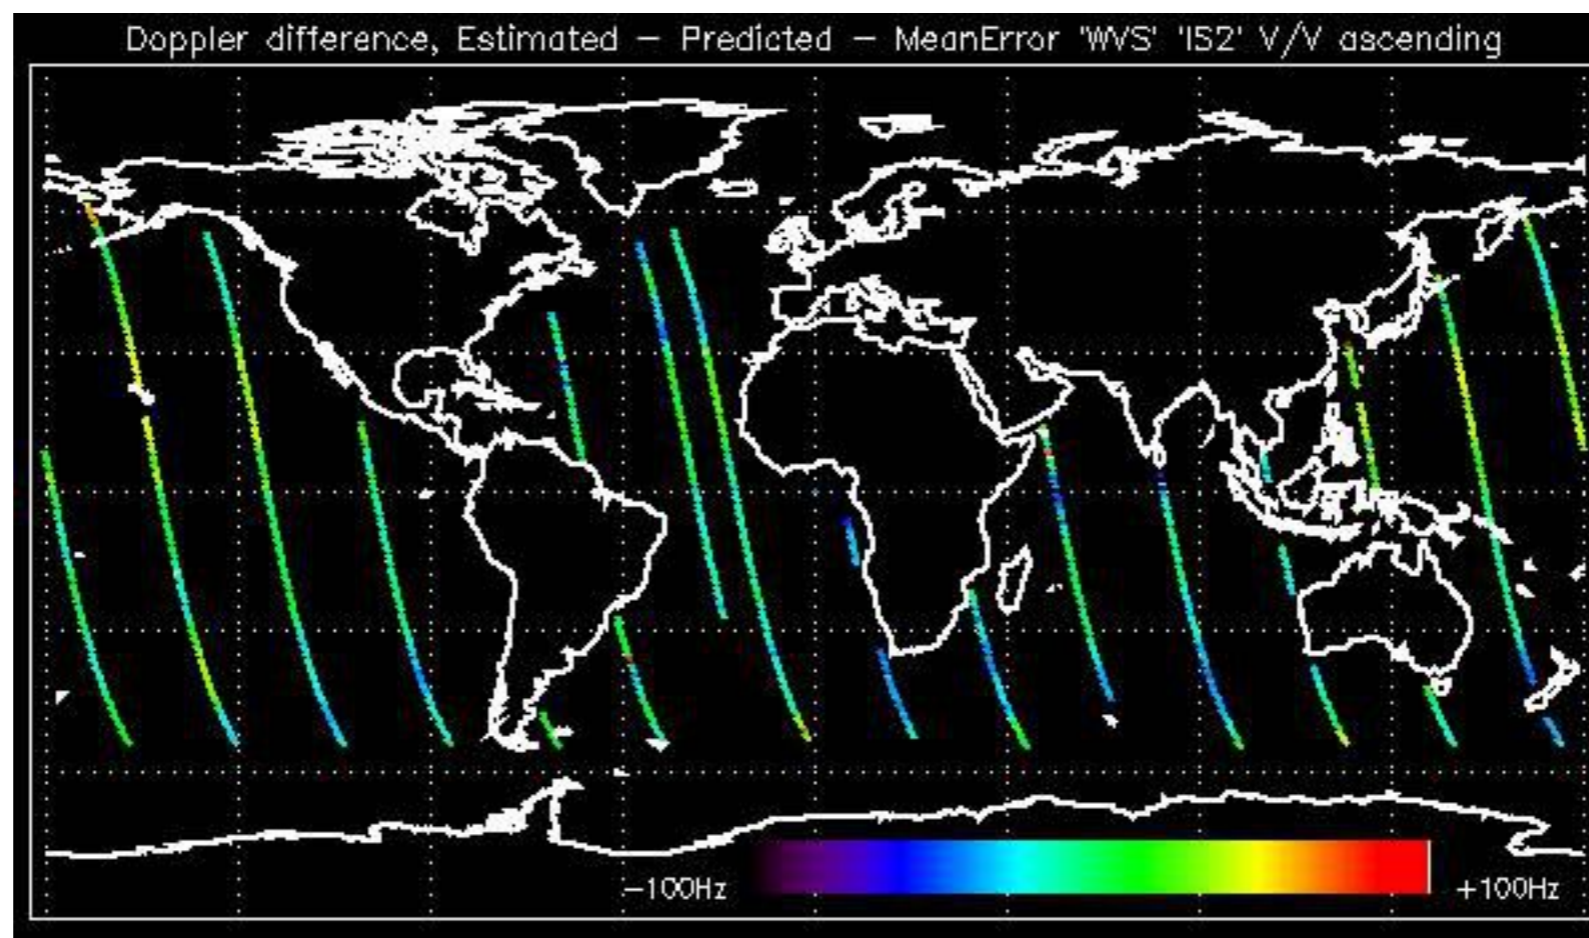 Doppler difference, Estimated – Predicted – MeanError 'WVS' 'IS2' V/V ascending
-100Hz +100Hz